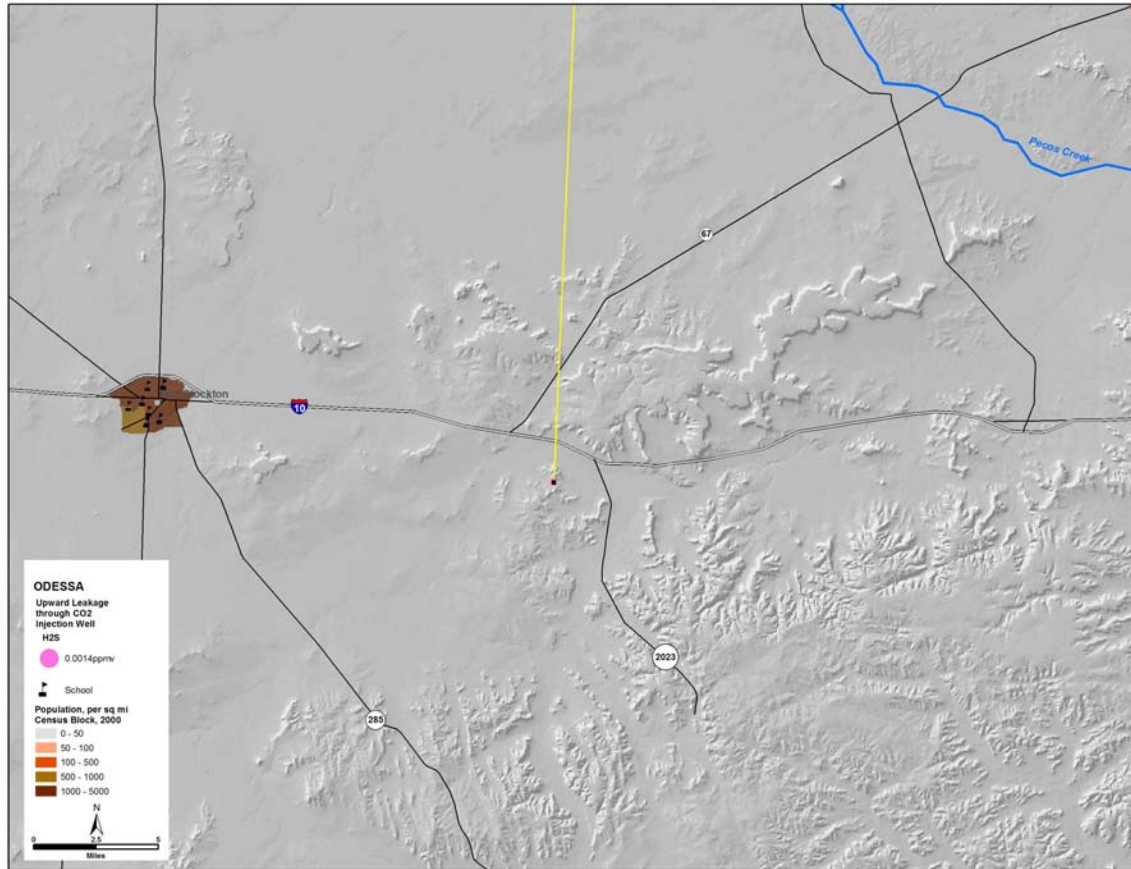 Pecos Creek
67
ockton
10
2023
285
ODESSA
Upward Leakage
through CO2
Injection Well
H2S
0.0014ppmv
School
Population, per sq mi
Census Block, 2000
0 - 50
50 - 100
100 - 500
500 - 1000
1000 - 5000
N
0 2.5 5
Miles